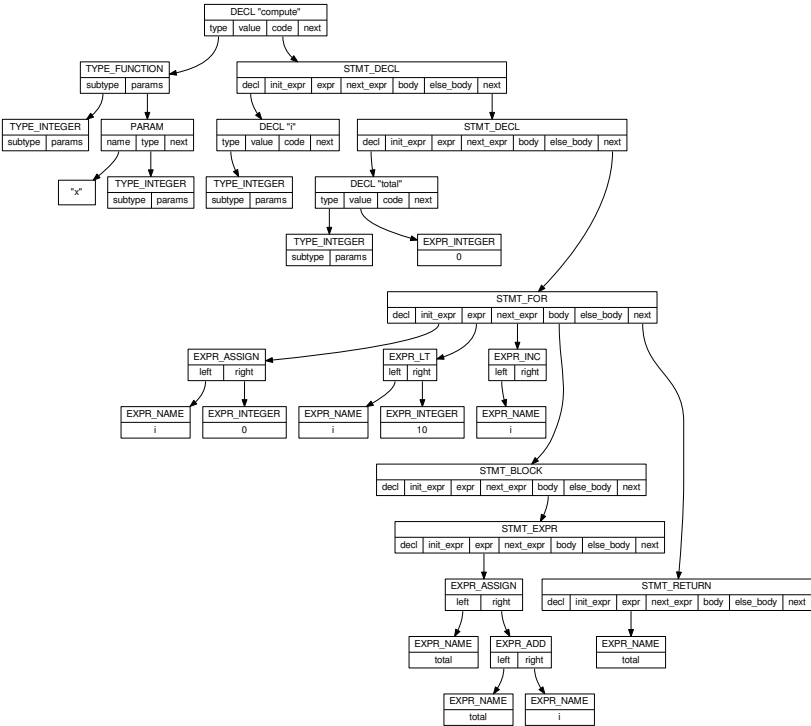 DECL "compute"
type value code next
TYPE_FUNCTION
subtype params
STMT_DECL
decl init_expr expr next_expr body else_body next
TYPE_INTEGER
subtype params
PARAM
name type next
DECL "i"
type value code next
STMT_DECL
decl init_expr expr next_expr body else_body next
"x"
TYPE_INTEGER
subtype params
TYPE_INTEGER
subtype params
DECL "total"
type value code next
TYPE_INTEGER
subtype params
EXPR_INTEGER
0
STMT_FOR
decl init_expr expr next_expr body else_body next
EXPR_ASSIGN
left right
EXPR_LT
left right
EXPR_INC
left right
EXPR_NAME
i
EXPR_INTEGER
0
EXPR_NAME
i
EXPR_INTEGER
10
EXPR_NAME
i
STMT_BLOCK
decl init_expr expr next_expr body else_body next
STMT_EXPR
decl init_expr expr next_expr body else_body next
EXPR_ASSIGN
left right
STMT_RETURN
decl init_expr expr next_expr body else_body next
EXPR_NAME
total
EXPR_ADD
left right
EXPR_NAME
total
EXPR_NAME
total
EXPR_NAME
i